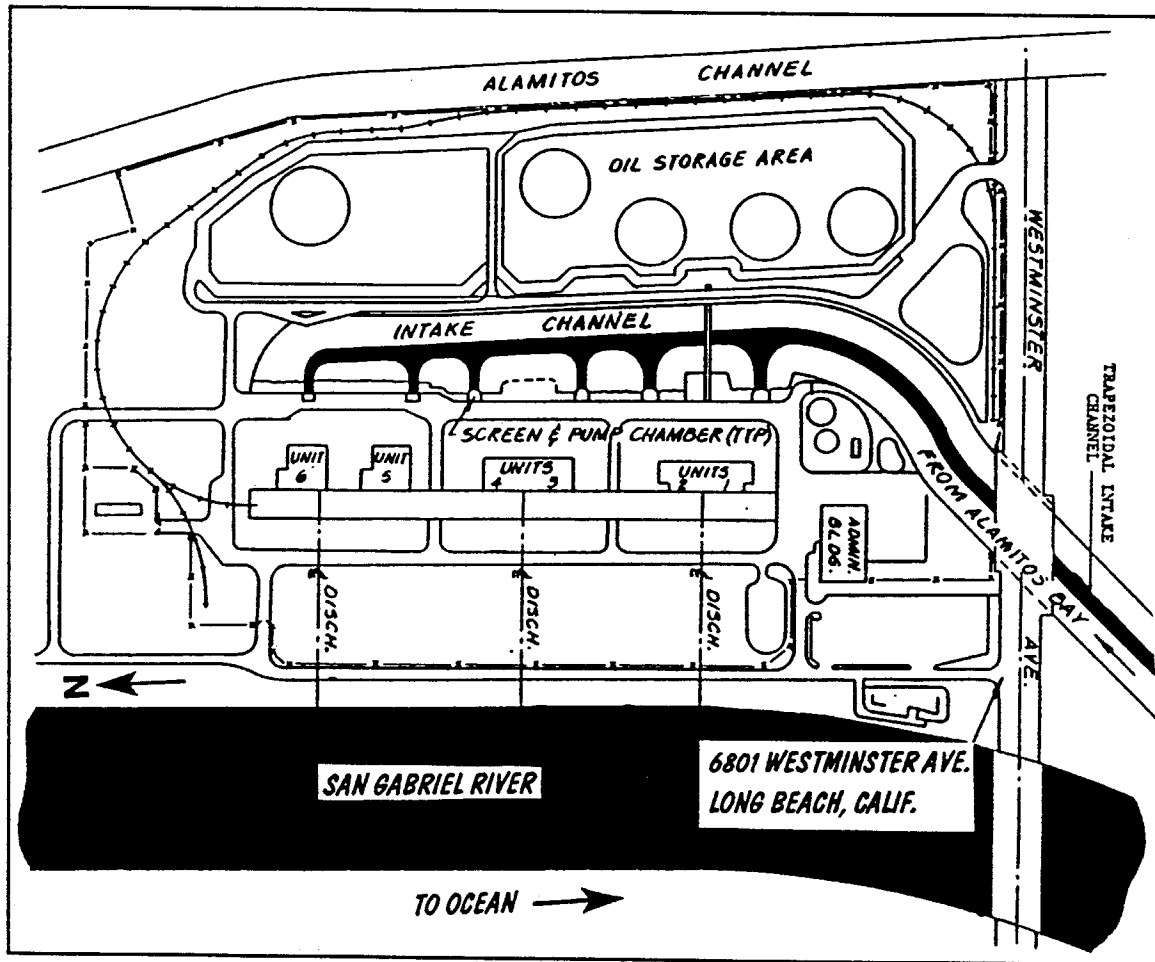 ALAMITOS CHANNEL
OIL STORAGE AREA
WESTMINSTER
INTAKE CHANNEL
TRAPEZOIDAL INTAKE
CHANNEL
SCREEN & PUMP CHAMBER (TYP)
UNIT
6
UNIT
5
UNITS
4 3
UNITS
2 1
FROM ALAMITOS BAY
ADMIN.
BLDG.
DISCH.
DISCH.
DISCH.
AVE.
N
SAN GABRIEL RIVER
6801 WESTMINSTER AVE.
LONG BEACH, CALIF.
TO OCEAN